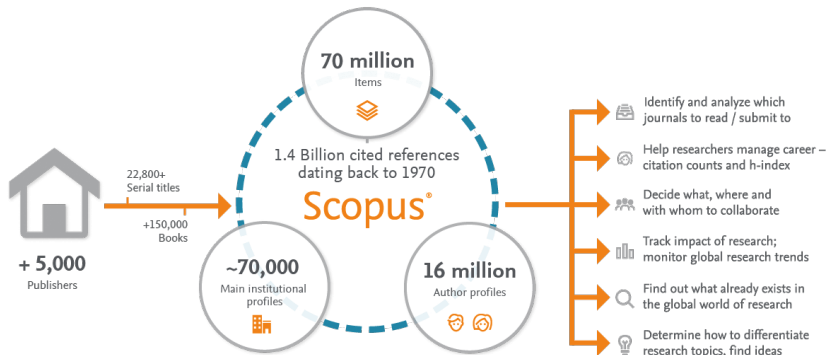 70 million
Items
1.4 Billion cited references
dating back to 1970
Scopus®
22,800+
Serial titles
+150,000
Books
+ 5,000
Publishers
~70,000
Main institutional
profiles
16 million
Author profiles
Identify and analyze which
journals to read / submit to
Help researchers manage career –
citation counts and h-index
Decide what, where and
with whom to collaborate
Track impact of research;
monitor global research trends
Find out what already exists in
the global world of research
Determine how to differentiate
research topics, find ideas